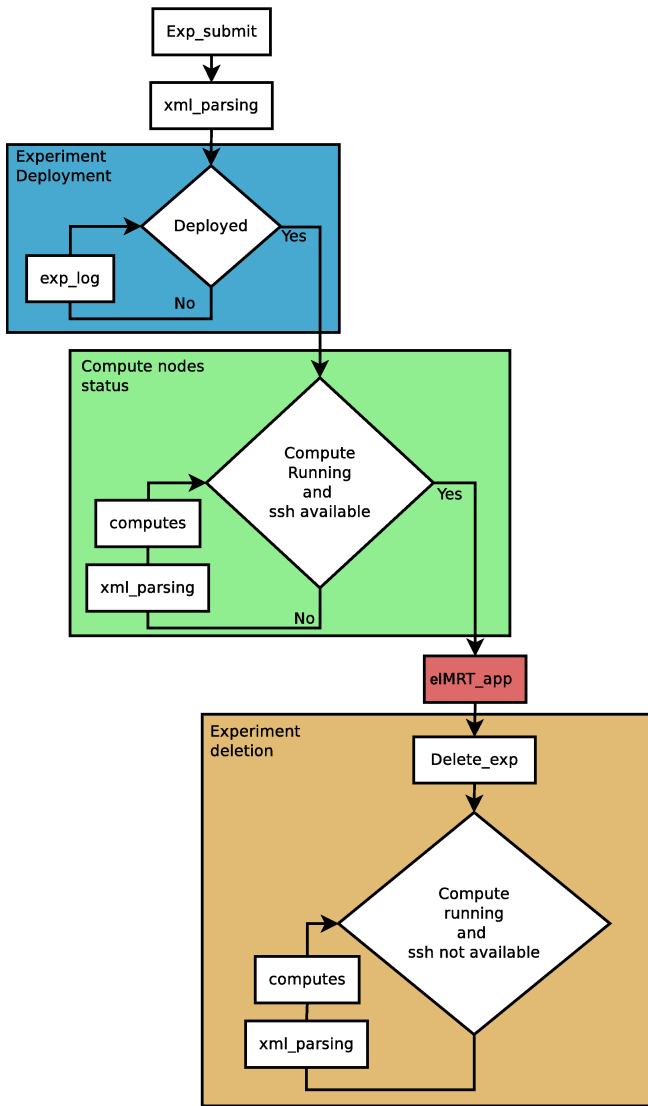 Exp_submit
xml_parsing
Experiment
Deployment
Deployed
Yes
exp_log
No
Compute nodes
status
Compute
Running
and
ssh available
Yes
computes
xml_parsing
No
eIMRT_app
Experiment
deletion
Delete_exp
Compute
running
and
ssh not available
computes
xml_parsing